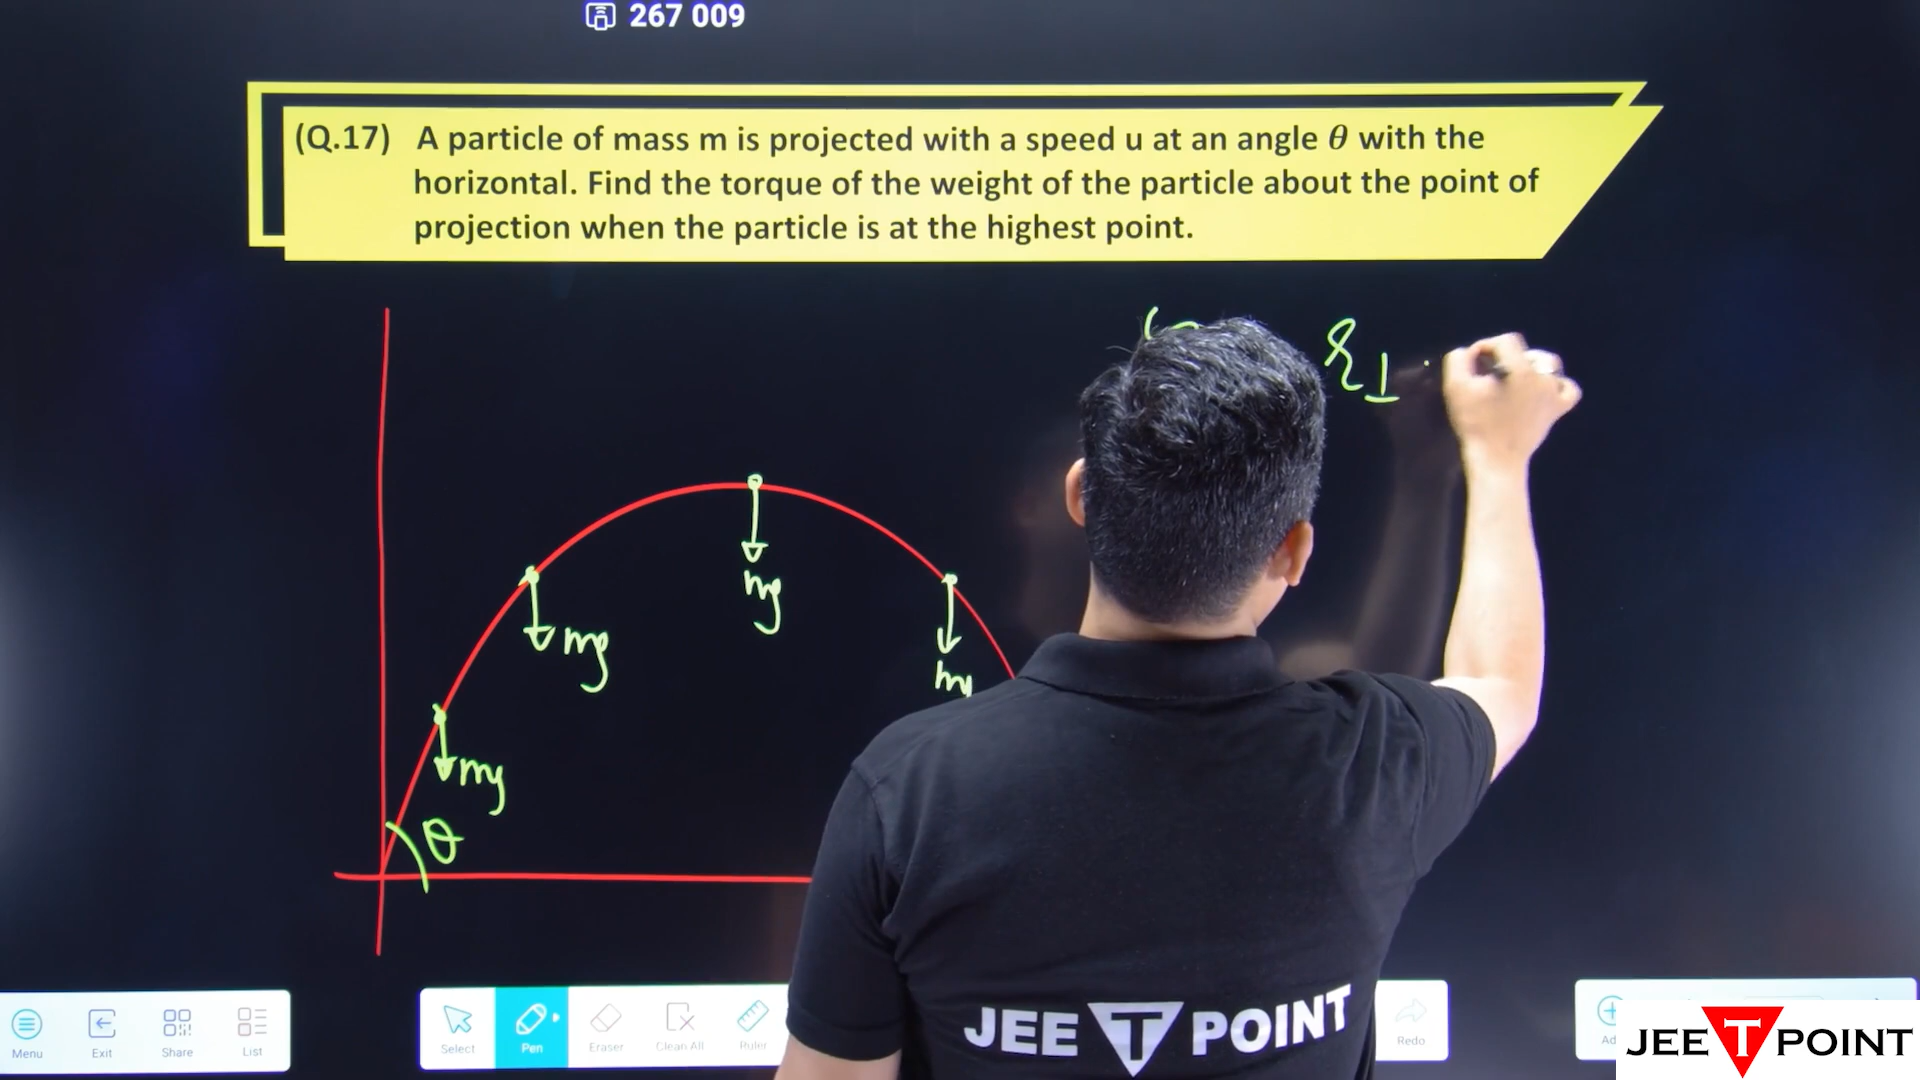 267 009
(Q.17) A particle of mass m is projected with a speed u at an angle θ with the
horizontal. Find the torque of the weight of the particle about the point of
projection when the particle is at the highest point.
r⊥
mg
mg
mg
mg
θ
Menu
Exit
Share
List
Select
Pen
Eraser
Clean All
Ruler
Redo
JEE T POINT
JEE T POINT